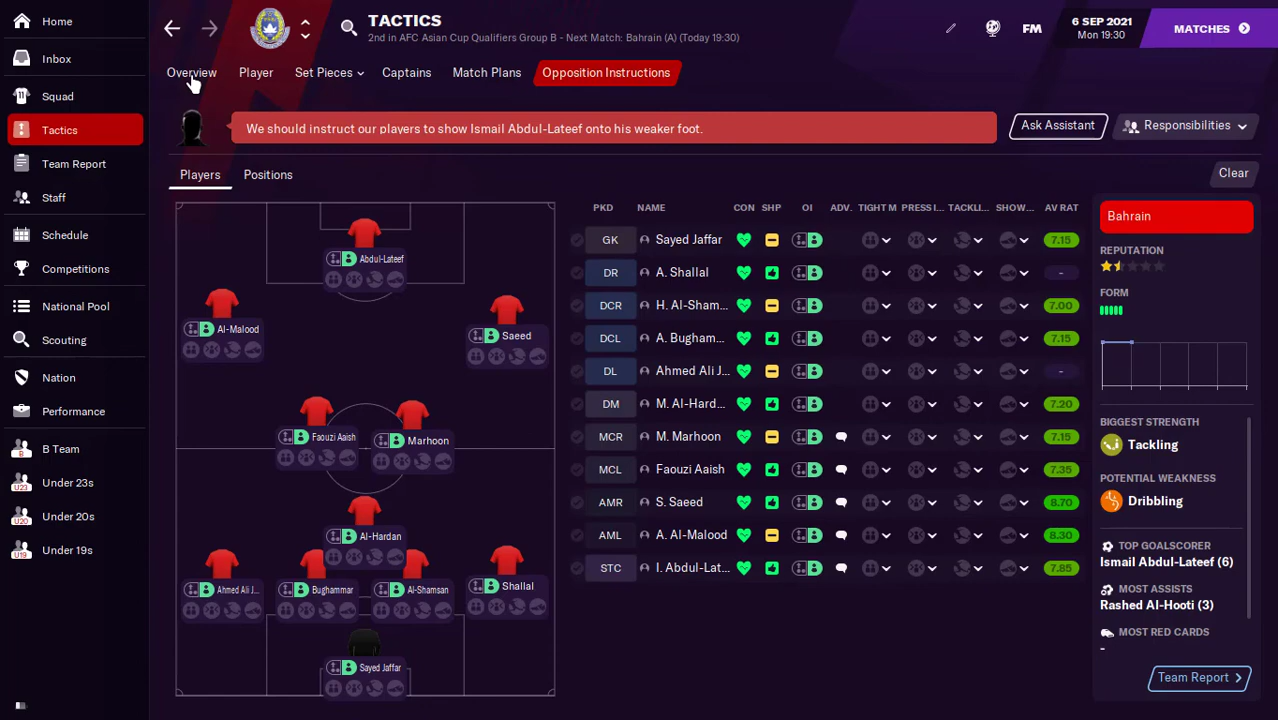 Home
Inbox
Squad
Tactics
Team Report
Staff
Schedule
Competitions
National Pool
Scouting
Nation
Performance
B Team
Under 23s
Under 20s
Under 19s
TACTICS
2nd in AFC Asian Cup Qualifiers Group B - Next Match: Bahrain (A) (Today 19:30)
FM
6 SEP 2021
Mon 19:30
MATCHES
Overview
Player
Set Pieces
Captains
Match Plans
Opposition Instructions
We should instruct our players to show Ismail Abdul-Lateef onto his weaker foot.
Ask Assistant
Responsibilities
Players
Positions
Clear
Abdul-Lateef
Al-Malood
Saeed
Faouzi Aaish
Marhoon
Al-Hardan
Ahmed Ali J...
Bughammar
Al-Shamsan
Shallal
Sayed Jaffar
PKD NAME CON SHP OI ADV. TIGHT M PRESS I... TACKLI... SHOW... AV RAT
GK Sayed Jaffar 7.15
DR A. Shallal -
DCR H. Al-Sham... 7.00
DCL A. Bugham... 7.15
DL Ahmed Ali J... -
DM M. Al-Hard... 7.20
MCR M. Marhoon 7.15
MCL Faouzi Aaish 7.35
AMR S. Saeed 8.70
AML A. Al-Malood 8.30
STC I. Abdul-Lat... 7.85
Bahrain
REPUTATION
FORM
BIGGEST STRENGTH
Tackling
POTENTIAL WEAKNESS
Dribbling
TOP GOALSCORER
Ismail Abdul-Lateef (6)
MOST ASSISTS
Rashed Al-Hooti (3)
MOST RED CARDS
-
Team Report